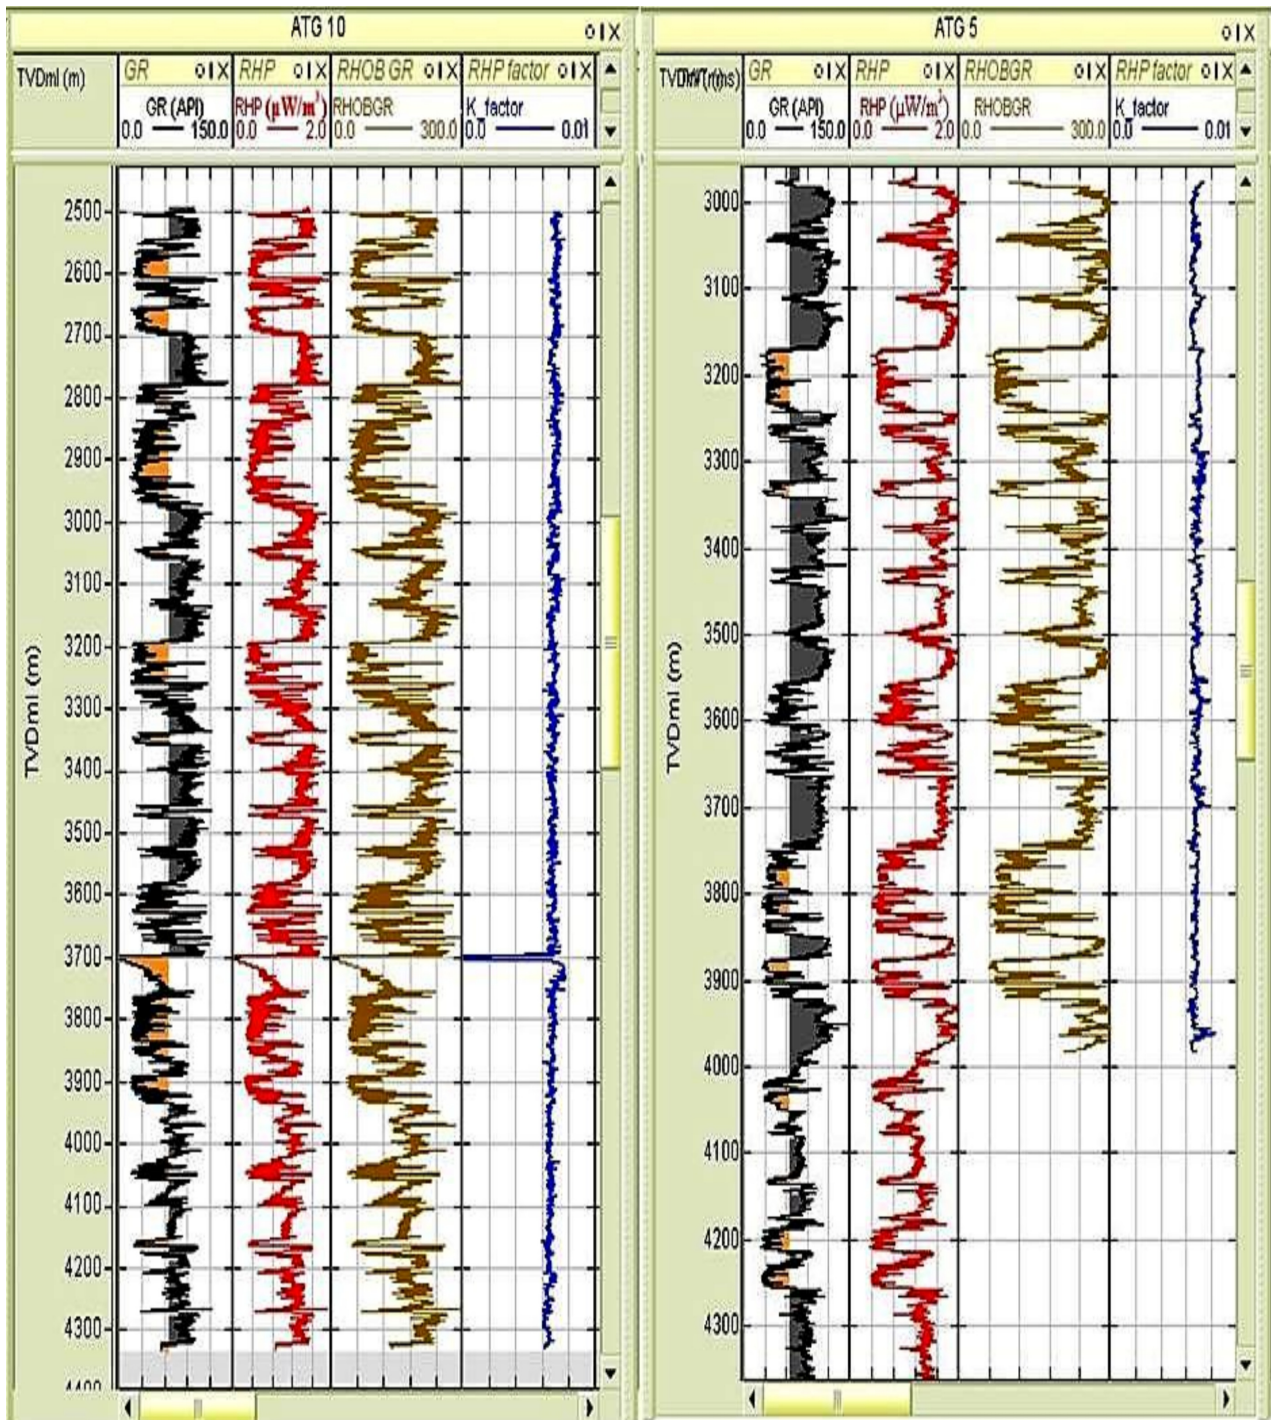 ATG 10
TVDml (m)
GR
RHP
RHOB GR
RHP factor
GR (API)
0.0 150.0
RHP (µW/m³)
0.0 2.0
RHOBGR
0.0 300.0
K_factor
0.0 0.01
TVDml (m)
2500
2600
2700
2800
2900
3000
3100
3200
3300
3400
3500
3600
3700
3800
3900
4000
4100
4200
4300
4400
ATG 5
GR
RHP
RHOBGR
RHP factor
GR (API)
0.0 150.0
RHP (µW/m³)
0.0 2.0
RHOBGR
0.0 300.0
K_factor
0.0 0.01
TVDml (m)
3000
3100
3200
3300
3400
3500
3600
3700
3800
3900
4000
4100
4200
4300